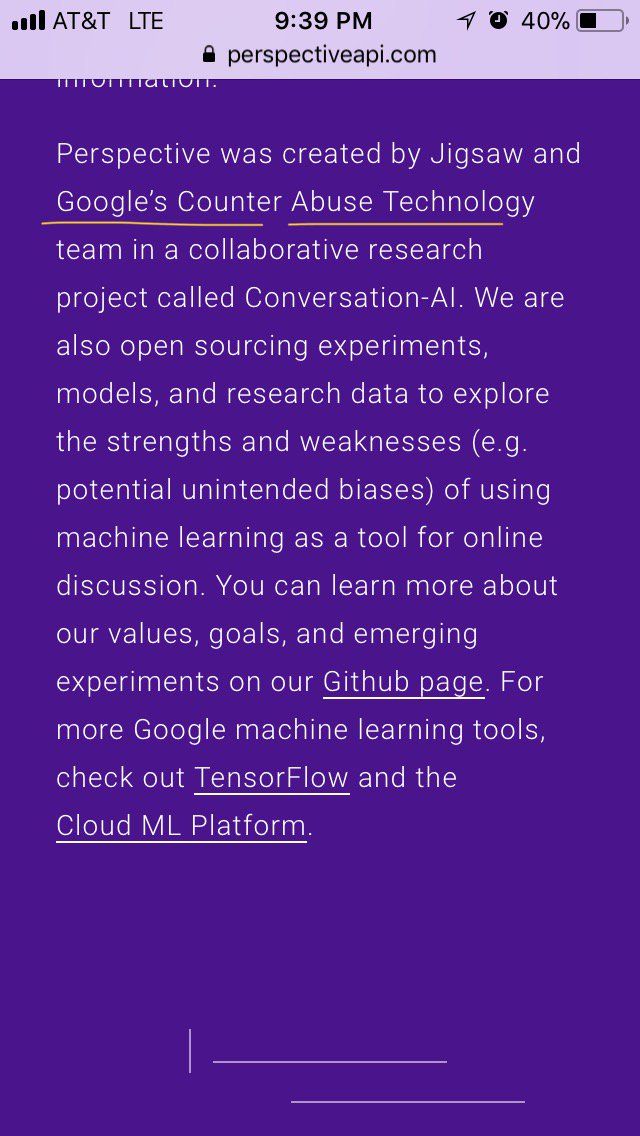 AT&T LTE 9:39 PM 40%
perspectiveapi.com
information.
Perspective was created by Jigsaw and
Google’s Counter Abuse Technology
team in a collaborative research
project called Conversation-AI. We are
also open sourcing experiments,
models, and research data to explore
the strengths and weaknesses (e.g.
potential unintended biases) of using
machine learning as a tool for online
discussion. You can learn more about
our values, goals, and emerging
experiments on our Github page. For
more Google machine learning tools,
check out TensorFlow and the
Cloud ML Platform.